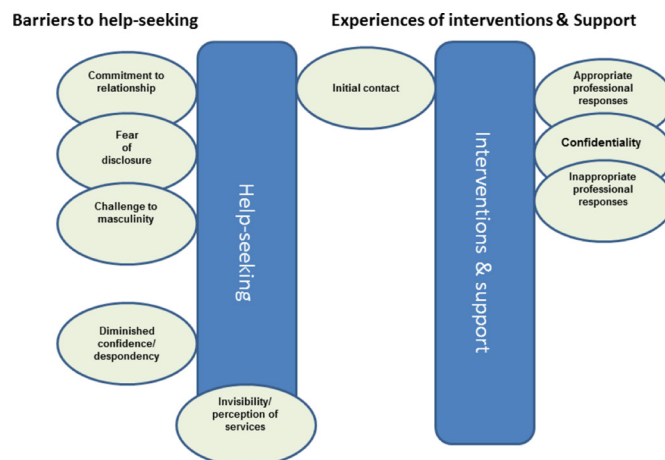 Barriers to help-seeking
Experiences of interventions & Support
Commitment to
relationship
Fear
of
disclosure
Challenge to
masculinity
Diminished
confidence/
despondency
Invisibility/
perception of
services
Help-seeking
Initial contact
Interventions & support
Appropriate
professional
responses
Confidentiality
Inappropriate
professional
responses